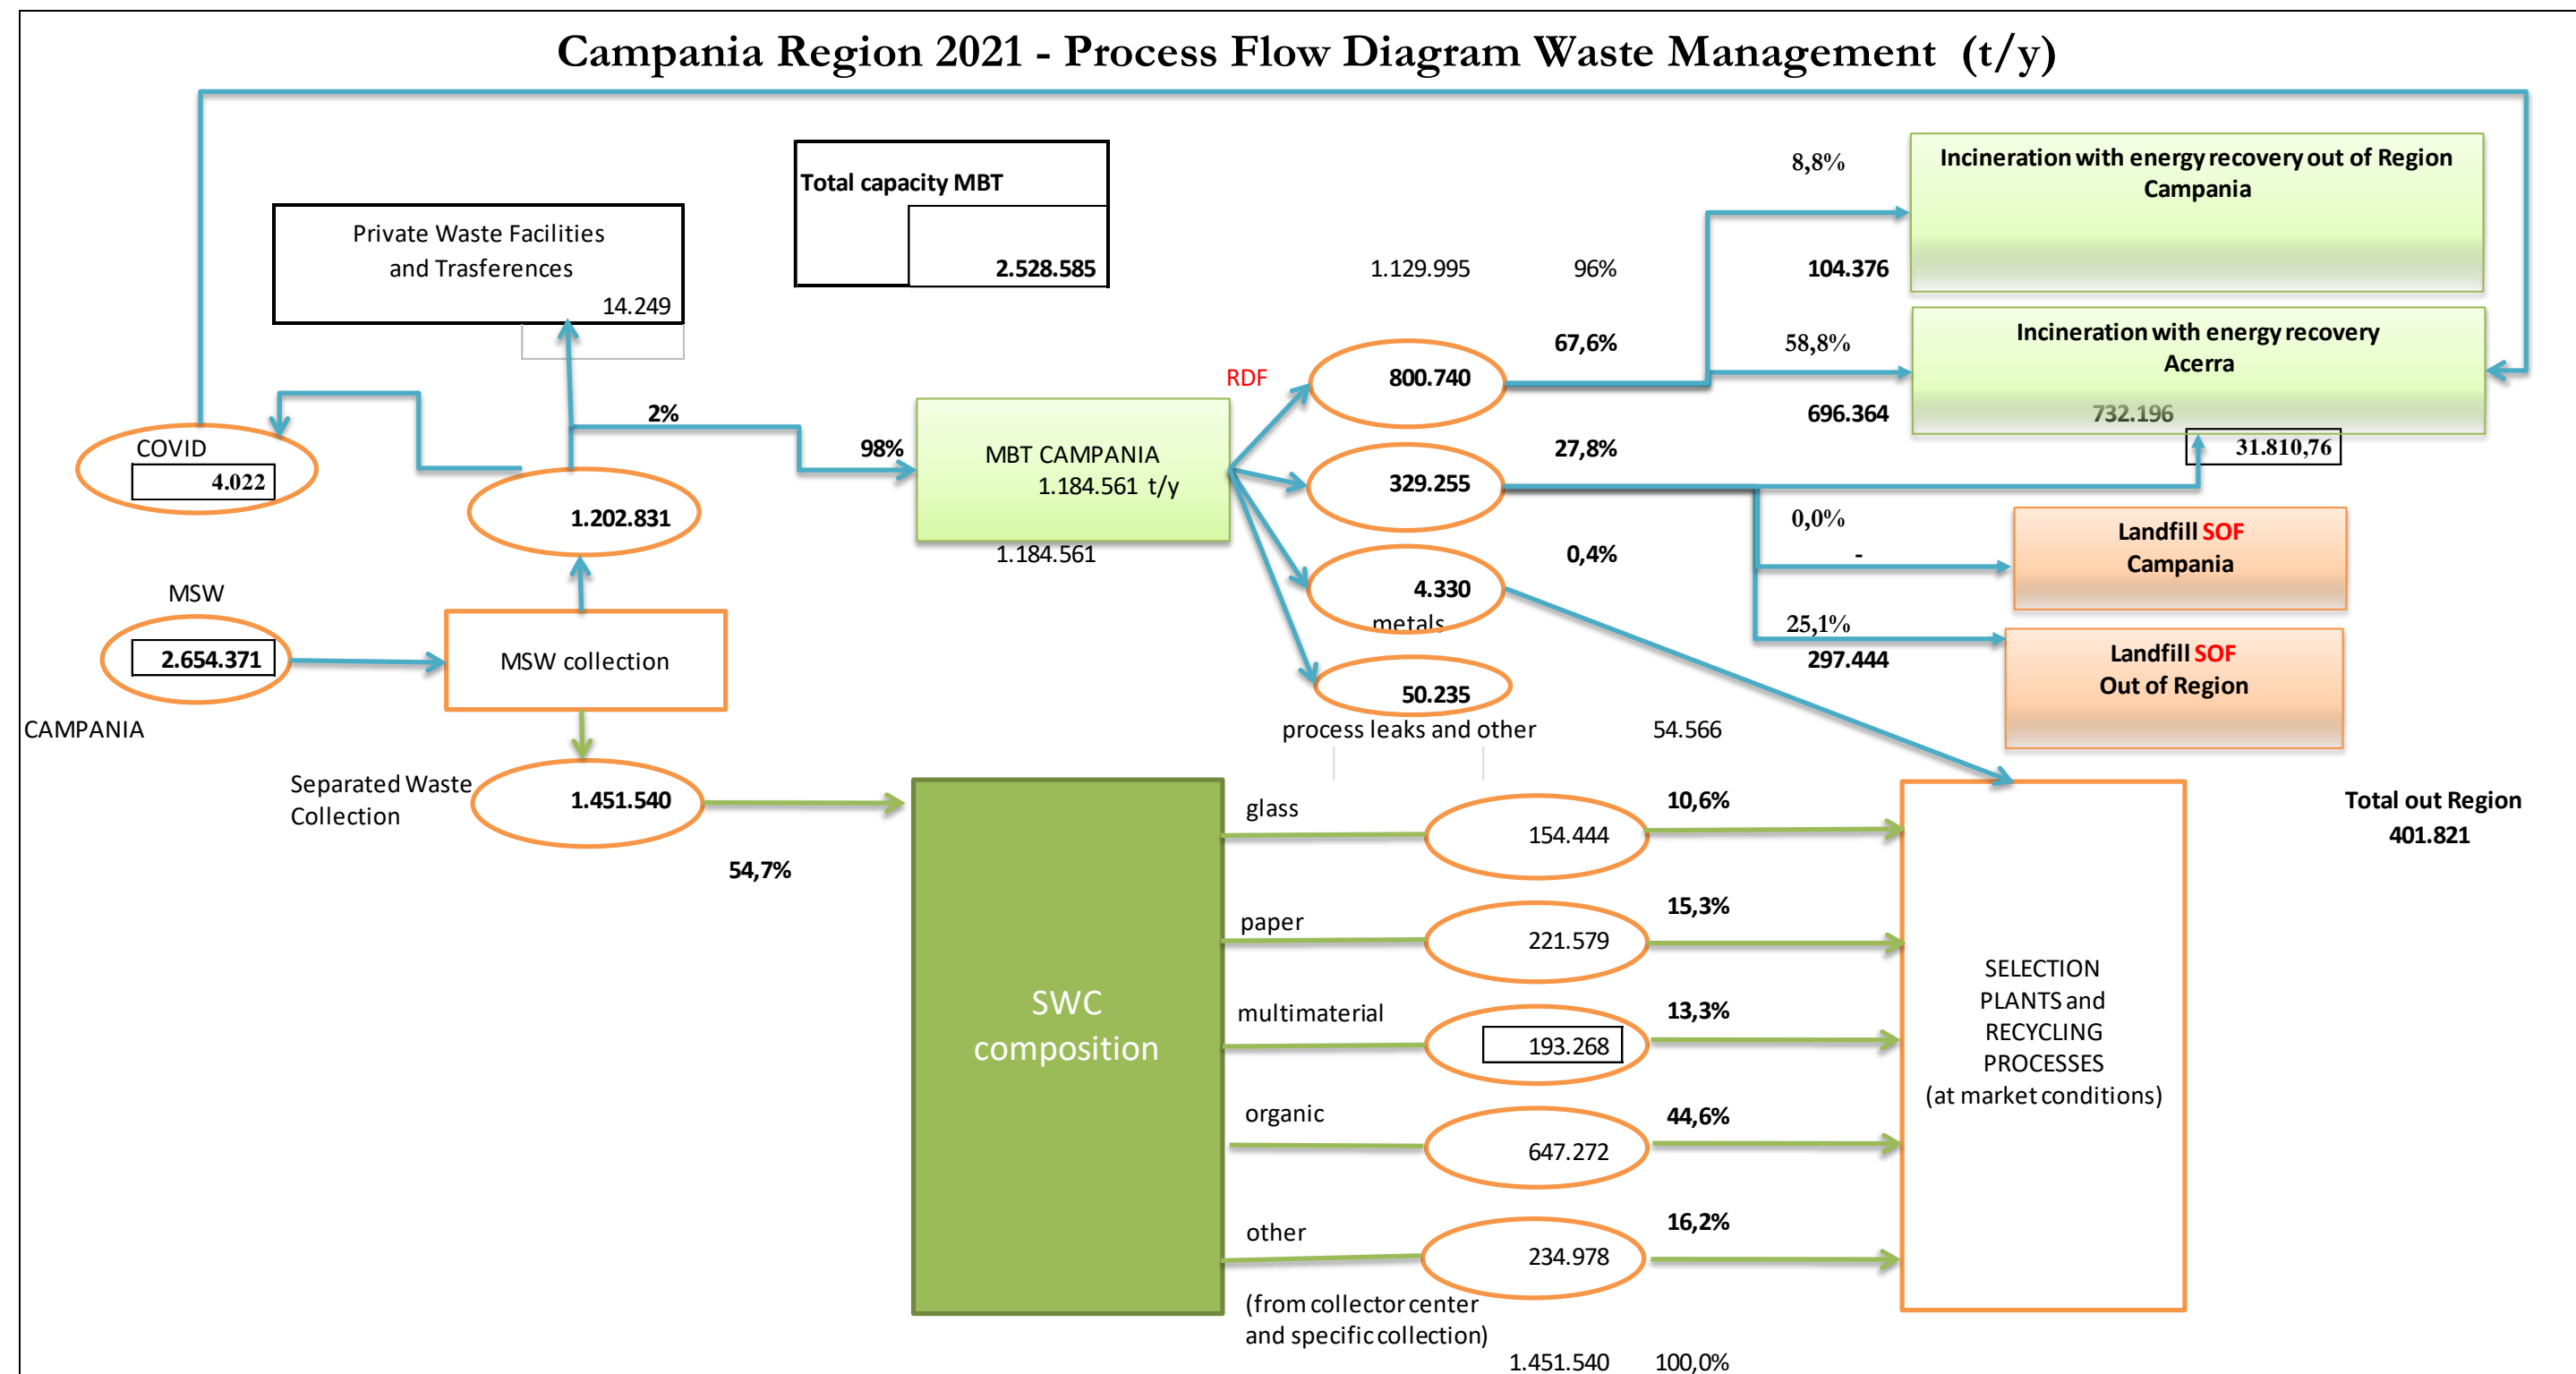 Campania Region 2021 - Process Flow Diagram Waste Management (t/y)
Total capacity MBT
2.528.585
Private Waste Facilities
and Trasferences
14.249
8,8%
Incineration with energy recovery out of Region
Campania
1.129.995
96%
104.376
67,6%
58,8%
Incineration with energy recovery
Acerra
696.364
732.196
31.810,76
RDF
800.740
2%
98%
COVID
4.022
MBT CAMPANIA
1.184.561 t/y
1.184.561
27,8%
329.255
1.202.831
0,0%
-
Landfill SOF
Campania
0,4%
4.330
metals
MSW
2.654.371
CAMPANIA
MSW collection
25,1%
297.444
Landfill SOF
Out of Region
50.235
process leaks and other
54.566
Separated Waste
Collection
1.451.540
54,7%
SWC
composition
glass
154.444
10,6%
paper
221.579
15,3%
multimaterial
193.268
13,3%
organic
647.272
44,6%
other
234.978
16,2%
(from collector center
and specific collection)
1.451.540
100,0%
SELECTION
PLANTS and
RECYCLING
PROCESSES
(at market conditions)
Total out Region
401.821